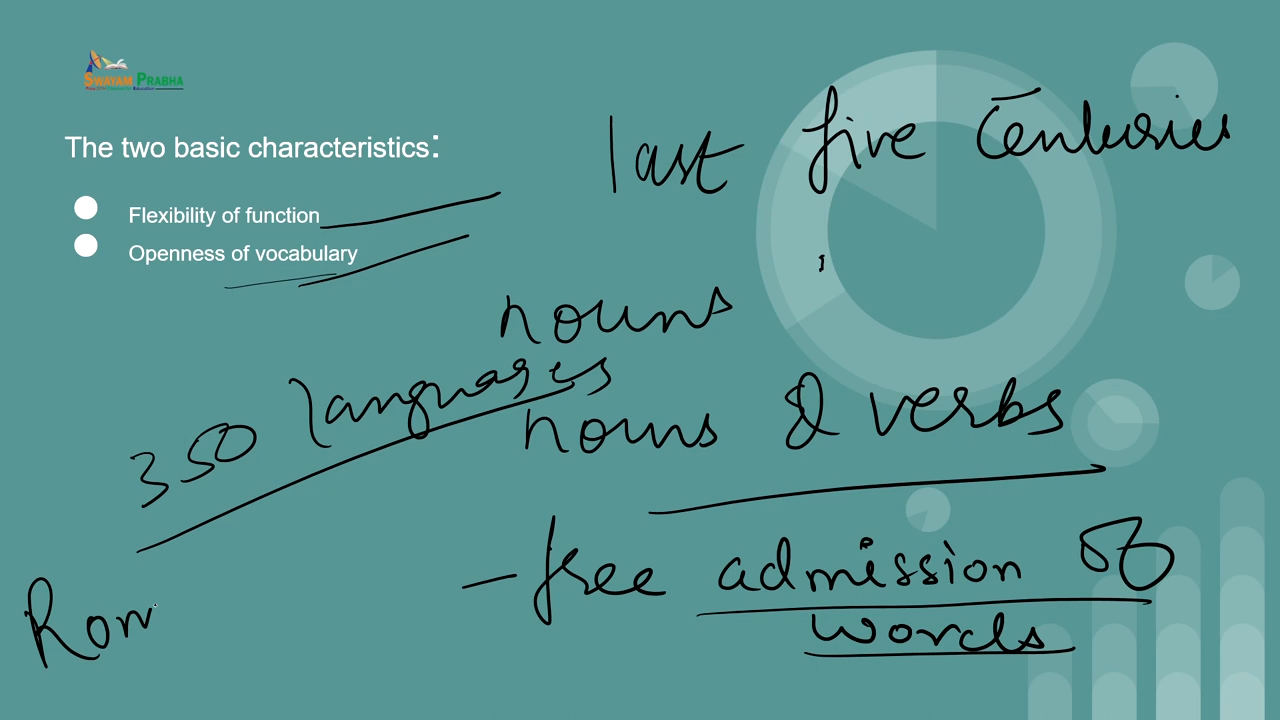 SWAYAM PRABHA
The two basic characteristics:
last five centuries
Flexibility of function
Openness of vocabulary
nouns
350 languages
nouns & verbs
- free admission of
words
Rom